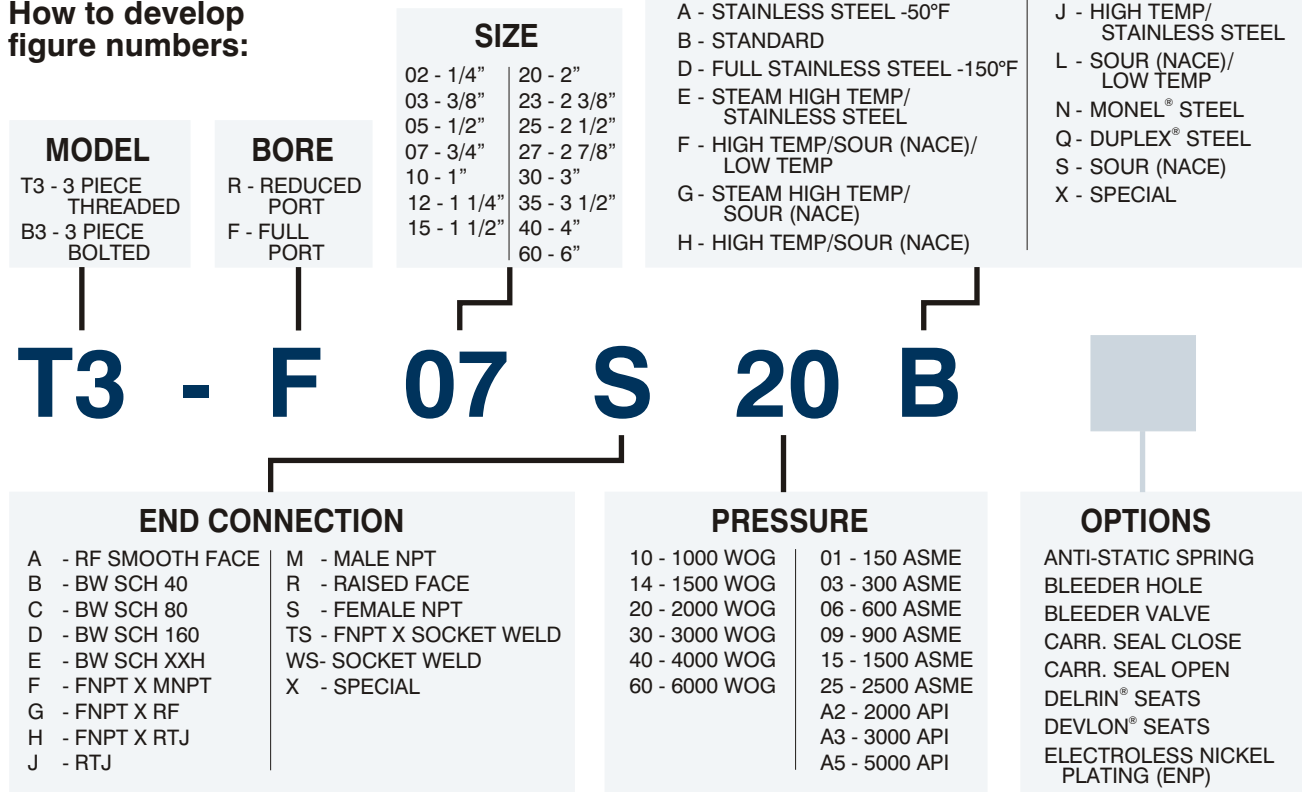 How to develop
figure numbers:
MODEL
T3 - 3 PIECE
THREADED
B3 - 3 PIECE
BOLTED
BORE
R - REDUCED
PORT
F - FULL
PORT
SIZE
02 - 1/4”
03 - 3/8”
05 - 1/2”
07 - 3/4”
10 - 1”
12 - 1 1/4”
15 - 1 1/2”
20 - 2”
23 - 2 3/8”
25 - 2 1/2”
27 - 2 7/8”
30 - 3”
35 - 3 1/2”
40 - 4”
60 - 6”
A - STAINLESS STEEL -50°F
B - STANDARD
D - FULL STAINLESS STEEL -150°F
E - STEAM HIGH TEMP/
STAINLESS STEEL
F - HIGH TEMP/SOUR (NACE)/
LOW TEMP
G - STEAM HIGH TEMP/
SOUR (NACE)
H - HIGH TEMP/SOUR (NACE)
J - HIGH TEMP/
STAINLESS STEEL
L - SOUR (NACE)/
LOW TEMP
N - MONEL® STEEL
Q - DUPLEX® STEEL
S - SOUR (NACE)
X - SPECIAL
T3 - F 07 S 20 B
END CONNECTION
A - RF SMOOTH FACE
B - BW SCH 40
C - BW SCH 80
D - BW SCH 160
E - BW SCH XXH
F - FNPT X MNPT
G - FNPT X RF
H - FNPT X RTJ
J - RTJ
M - MALE NPT
R - RAISED FACE
S - FEMALE NPT
TS - FNPT X SOCKET WELD
WS- SOCKET WELD
X - SPECIAL
PRESSURE
10 - 1000 WOG
14 - 1500 WOG
20 - 2000 WOG
30 - 3000 WOG
40 - 4000 WOG
60 - 6000 WOG
01 - 150 ASME
03 - 300 ASME
06 - 600 ASME
09 - 900 ASME
15 - 1500 ASME
25 - 2500 ASME
A2 - 2000 API
A3 - 3000 API
A5 - 5000 API
OPTIONS
ANTI-STATIC SPRING
BLEEDER HOLE
BLEEDER VALVE
CARR. SEAL CLOSE
CARR. SEAL OPEN
DELRIN® SEATS
DEVLON® SEATS
ELECTROLESS NICKEL
PLATING (ENP)